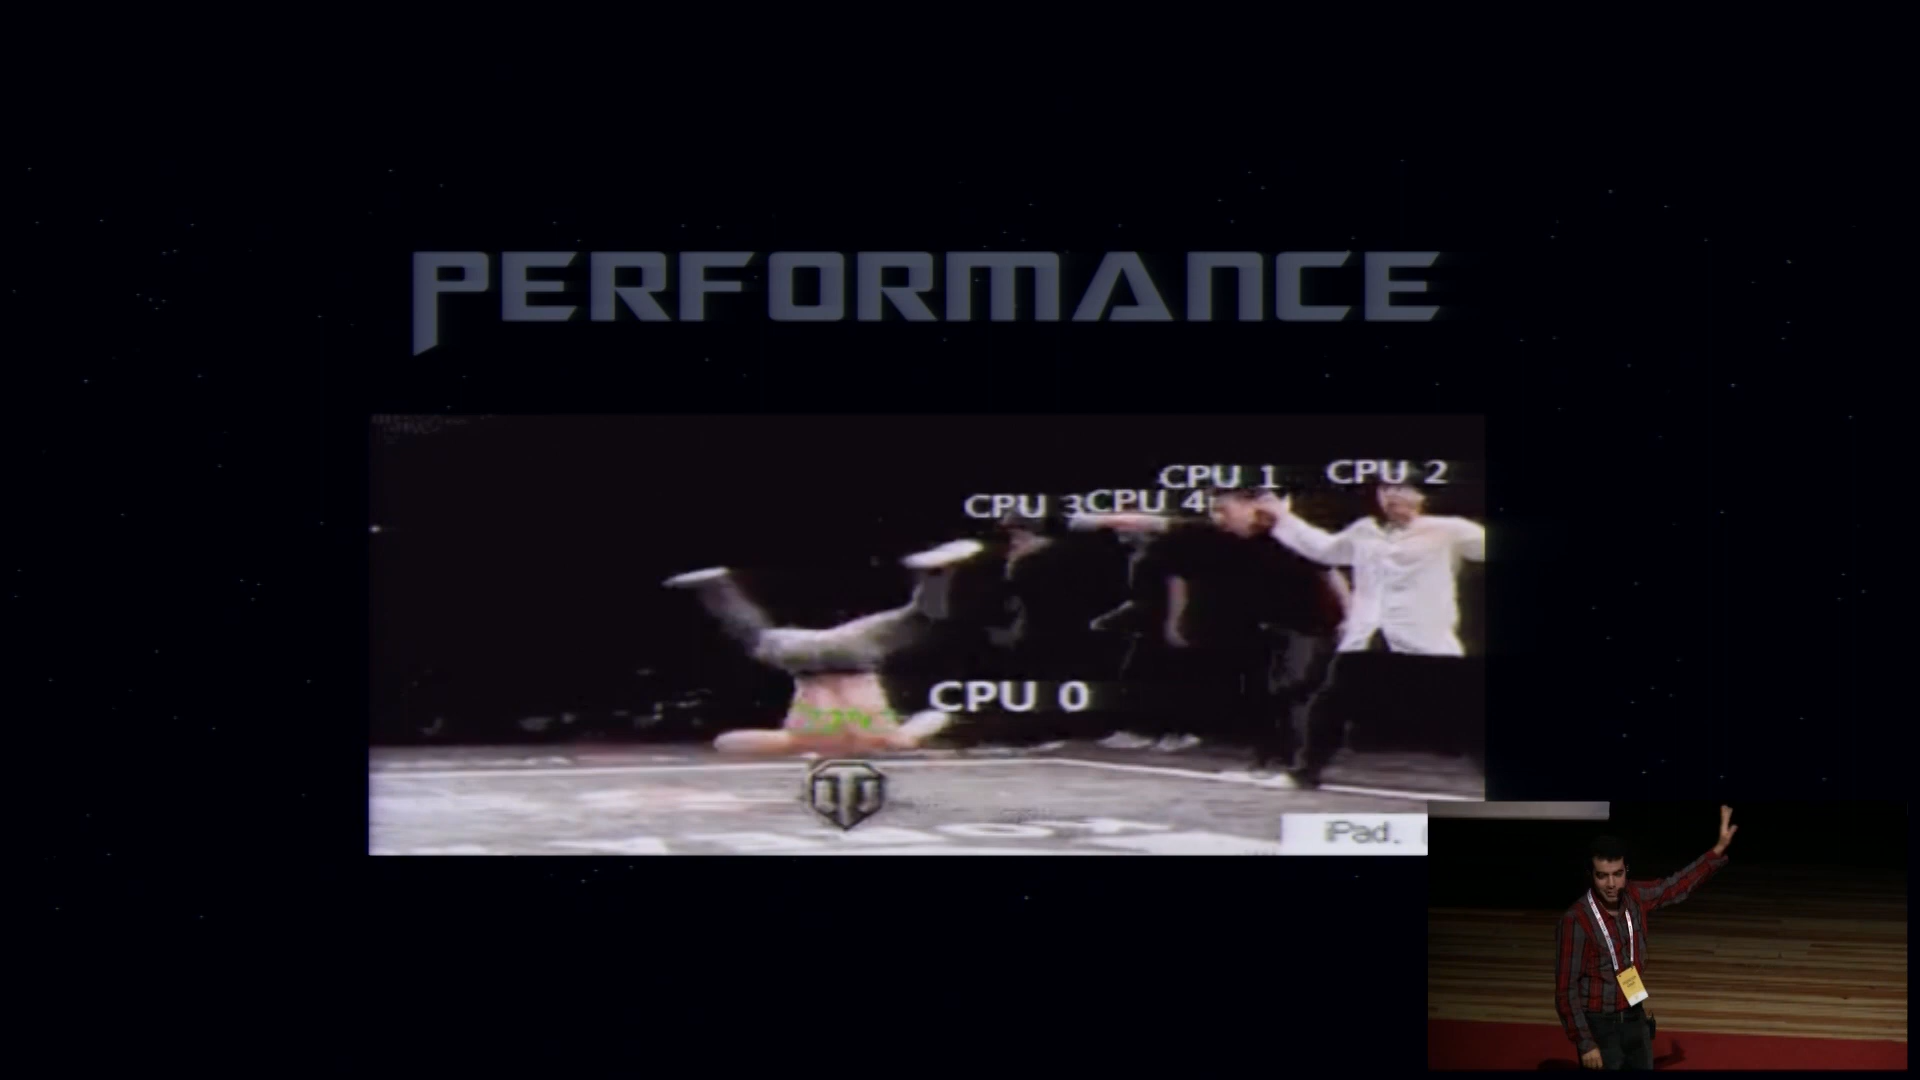 PERFORMANCE
CPU 1
CPU 2
CPU 3
CPU 4
CPU 0
iPad.